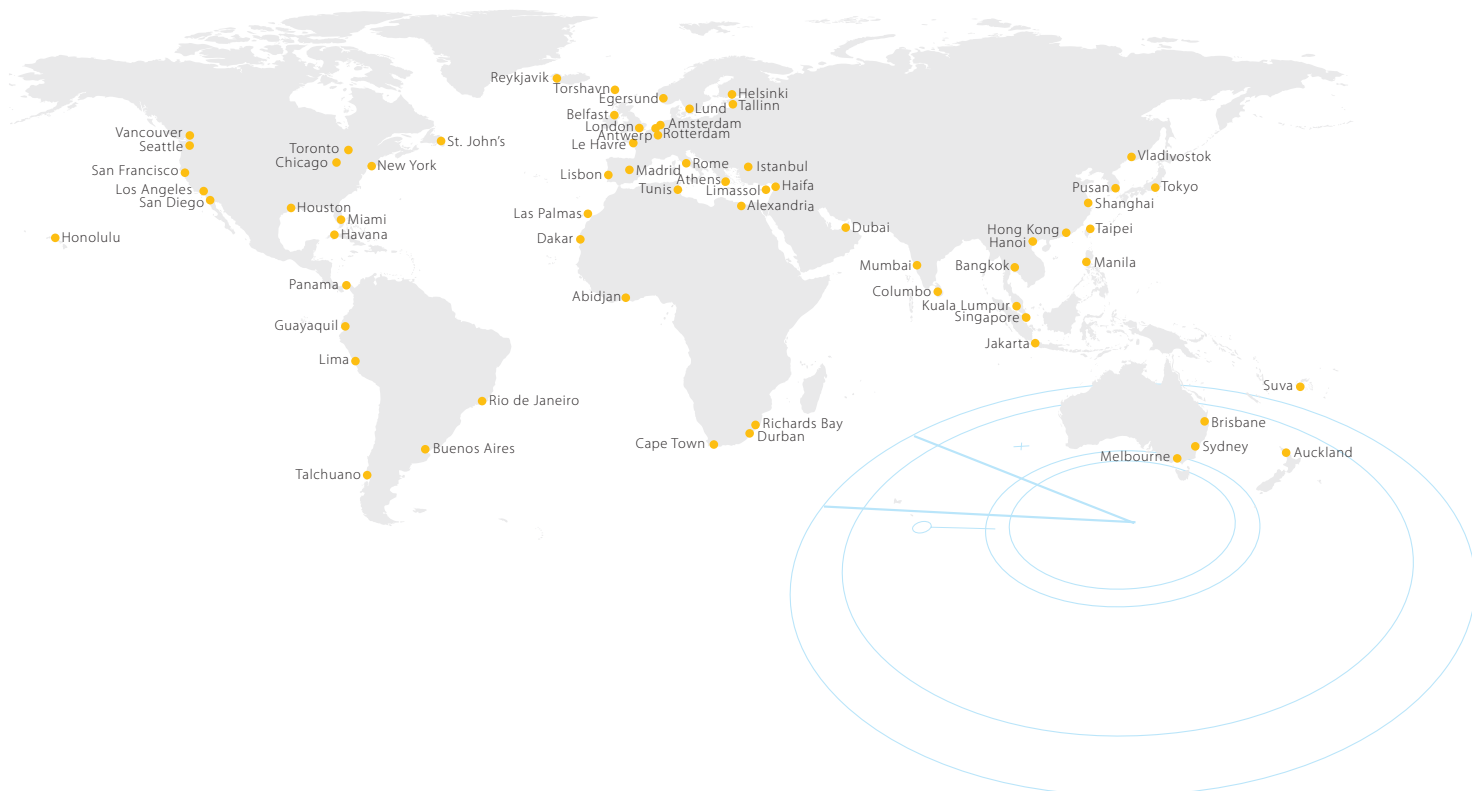 Reykjavik
Torshavn
Egersund
Helsinki
Tallinn
Lund
Belfast
London
Amsterdam
Antwerp
Rotterdam
Le Havre
Vancouver
Seattle
San Francisco
Los Angeles
San Diego
Honolulu
Toronto
Chicago
New York
St. John's
Houston
Miami
Havana
Panama
Guayaquil
Lima
Rio de Janeiro
Buenos Aires
Talchuano
Lisbon
Madrid
Rome
Istanbul
Athens
Tunis
Limassol
Haifa
Alexandria
Las Palmas
Dakar
Abidjan
Dubai
Cape Town
Richards Bay
Durban
Mumbai
Columbo
Vladivostok
Pusan
Tokyo
Shanghai
Hong Kong
Taipei
Hanoi
Bangkok
Manila
Kuala Lumpur
Singapore
Jakarta
Suva
Brisbane
Sydney
Melbourne
Auckland